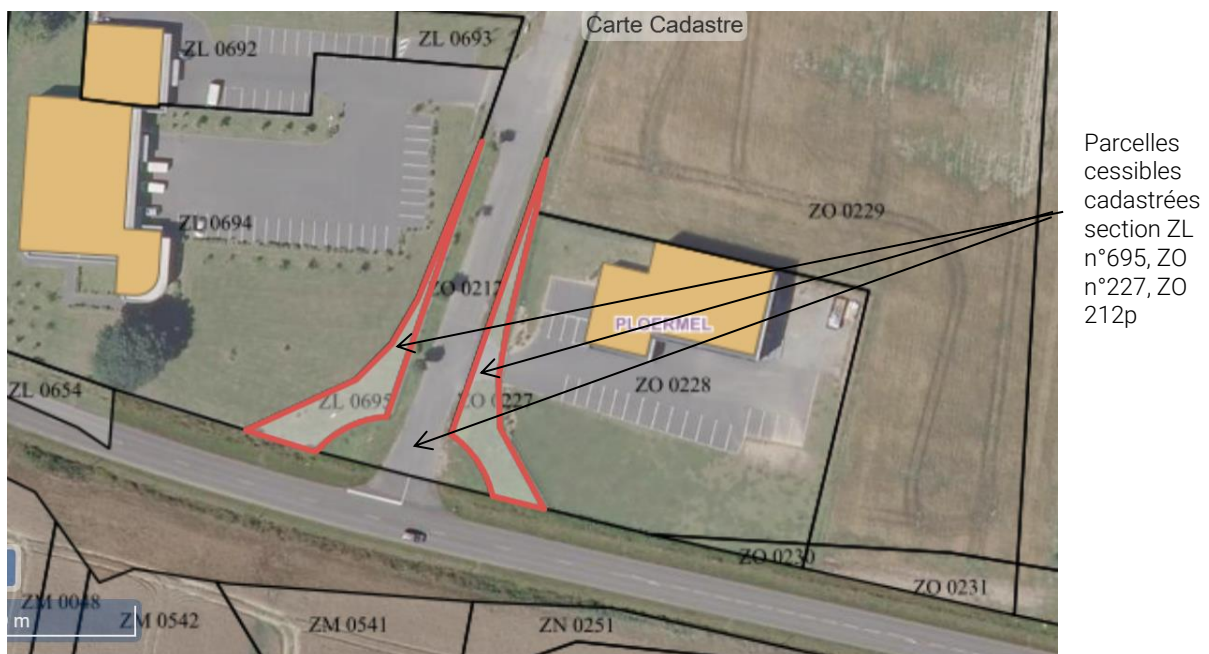 Carte Cadastre
ZL 0692
ZL 0693
ZL 0694
ZO 0229
ZO 0217
PLOERMEL
ZO 0228
ZL 0654
ZL 0695
ZO 0227
ZO 0230
ZO 0231
ZM 0048
ZM 0542
ZM 0541
ZN 0251
m
Parcelles
cessibles
cadastrées
section ZL
n°695, ZO
n°227, ZO
212p